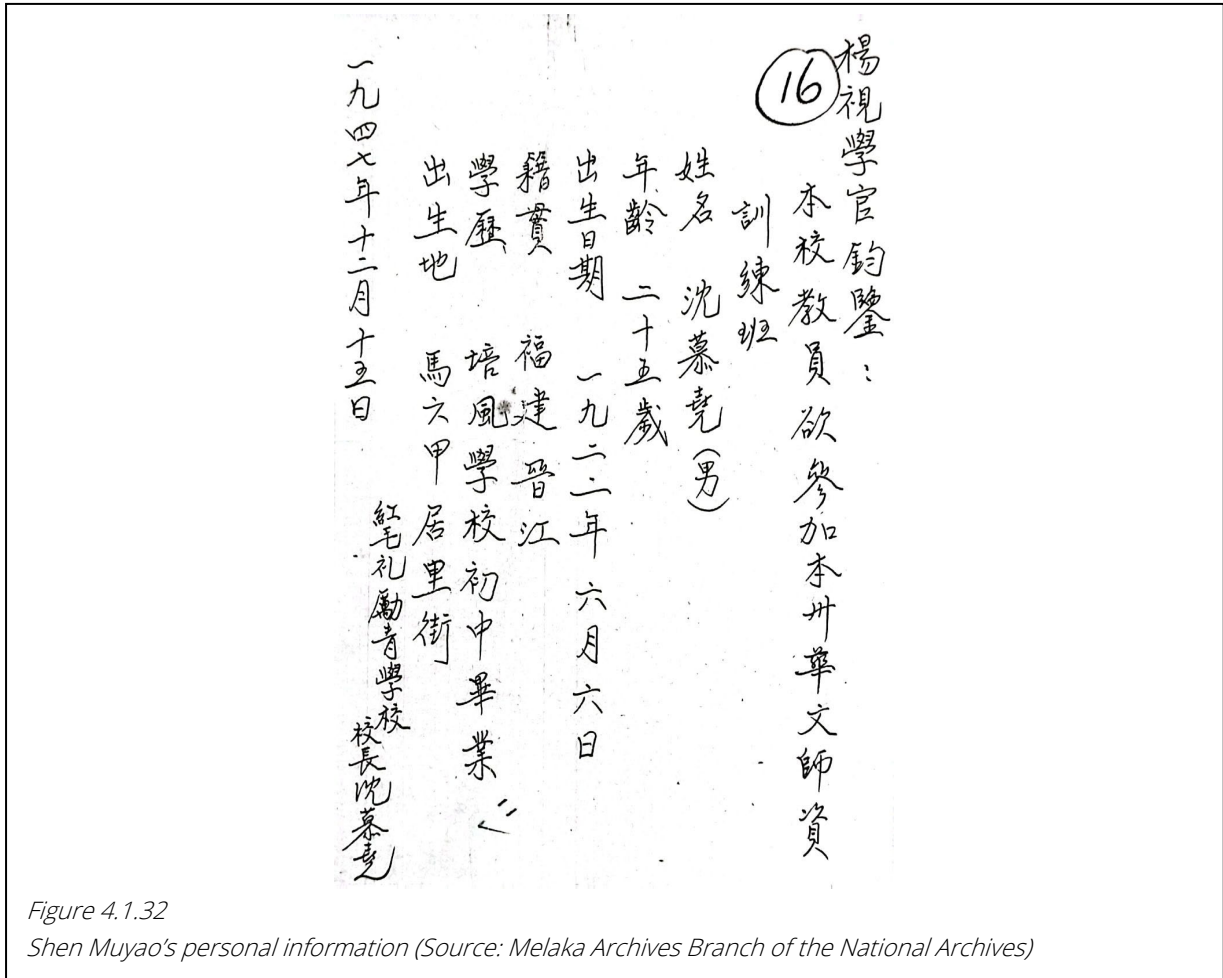 楊視學官鈞鑒：
16
本校教員欲參加本卅華文師資
訓練班
姓名　沈慕堯(男)
年齡　二十五歲
出生日期　一九二二年六月六日
籍貫　福建晉江
學歷　培風學校初中畢業
出生地　馬六甲居里街
紅毛礼勵青學校
校長沈慕堯
一九四七年十二月十五日
Figure 4.1.32
Shen Muyao's personal information (Source: Melaka Archives Branch of the National Archives)